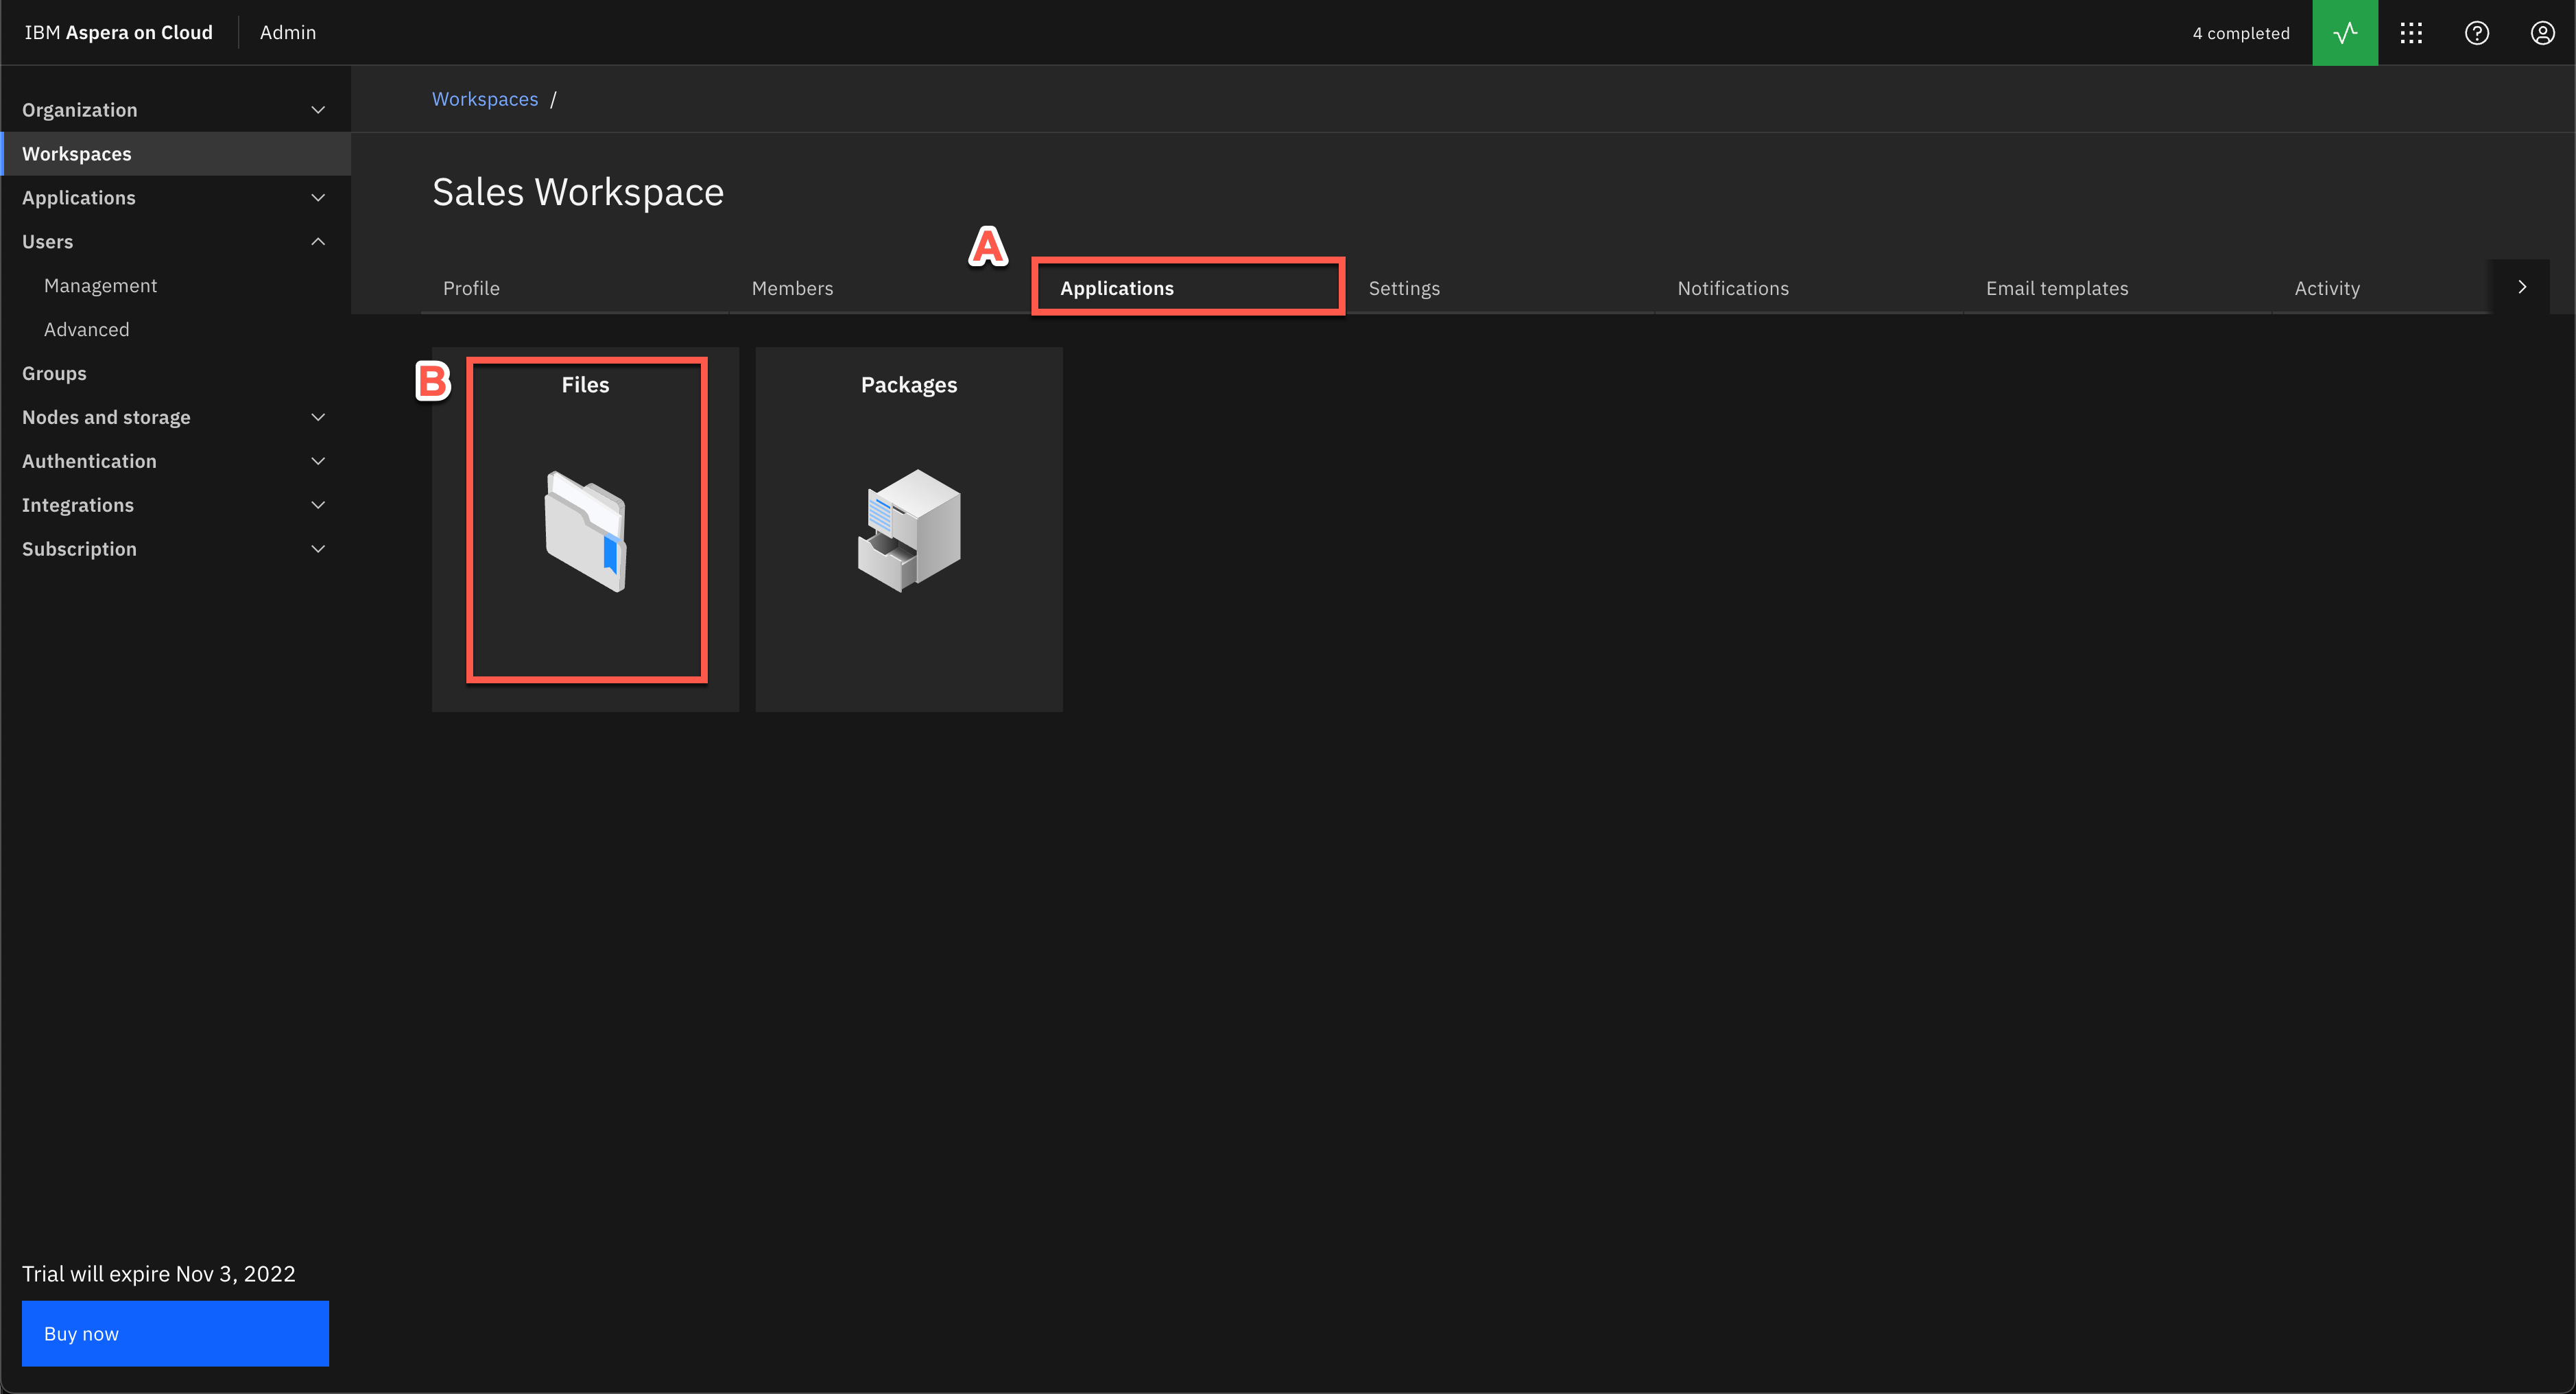 IBM Aspera on Cloud
Admin
4 completed
Organization
Workspaces
Applications
Users
Management
Advanced
Groups
Nodes and storage
Authentication
Integrations
Subscription
Trial will expire Nov 3, 2022
Buy now
Workspaces /
Sales Workspace
A
Profile
Members
Applications
Settings
Notifications
Email templates
Activity
B
Files
Packages